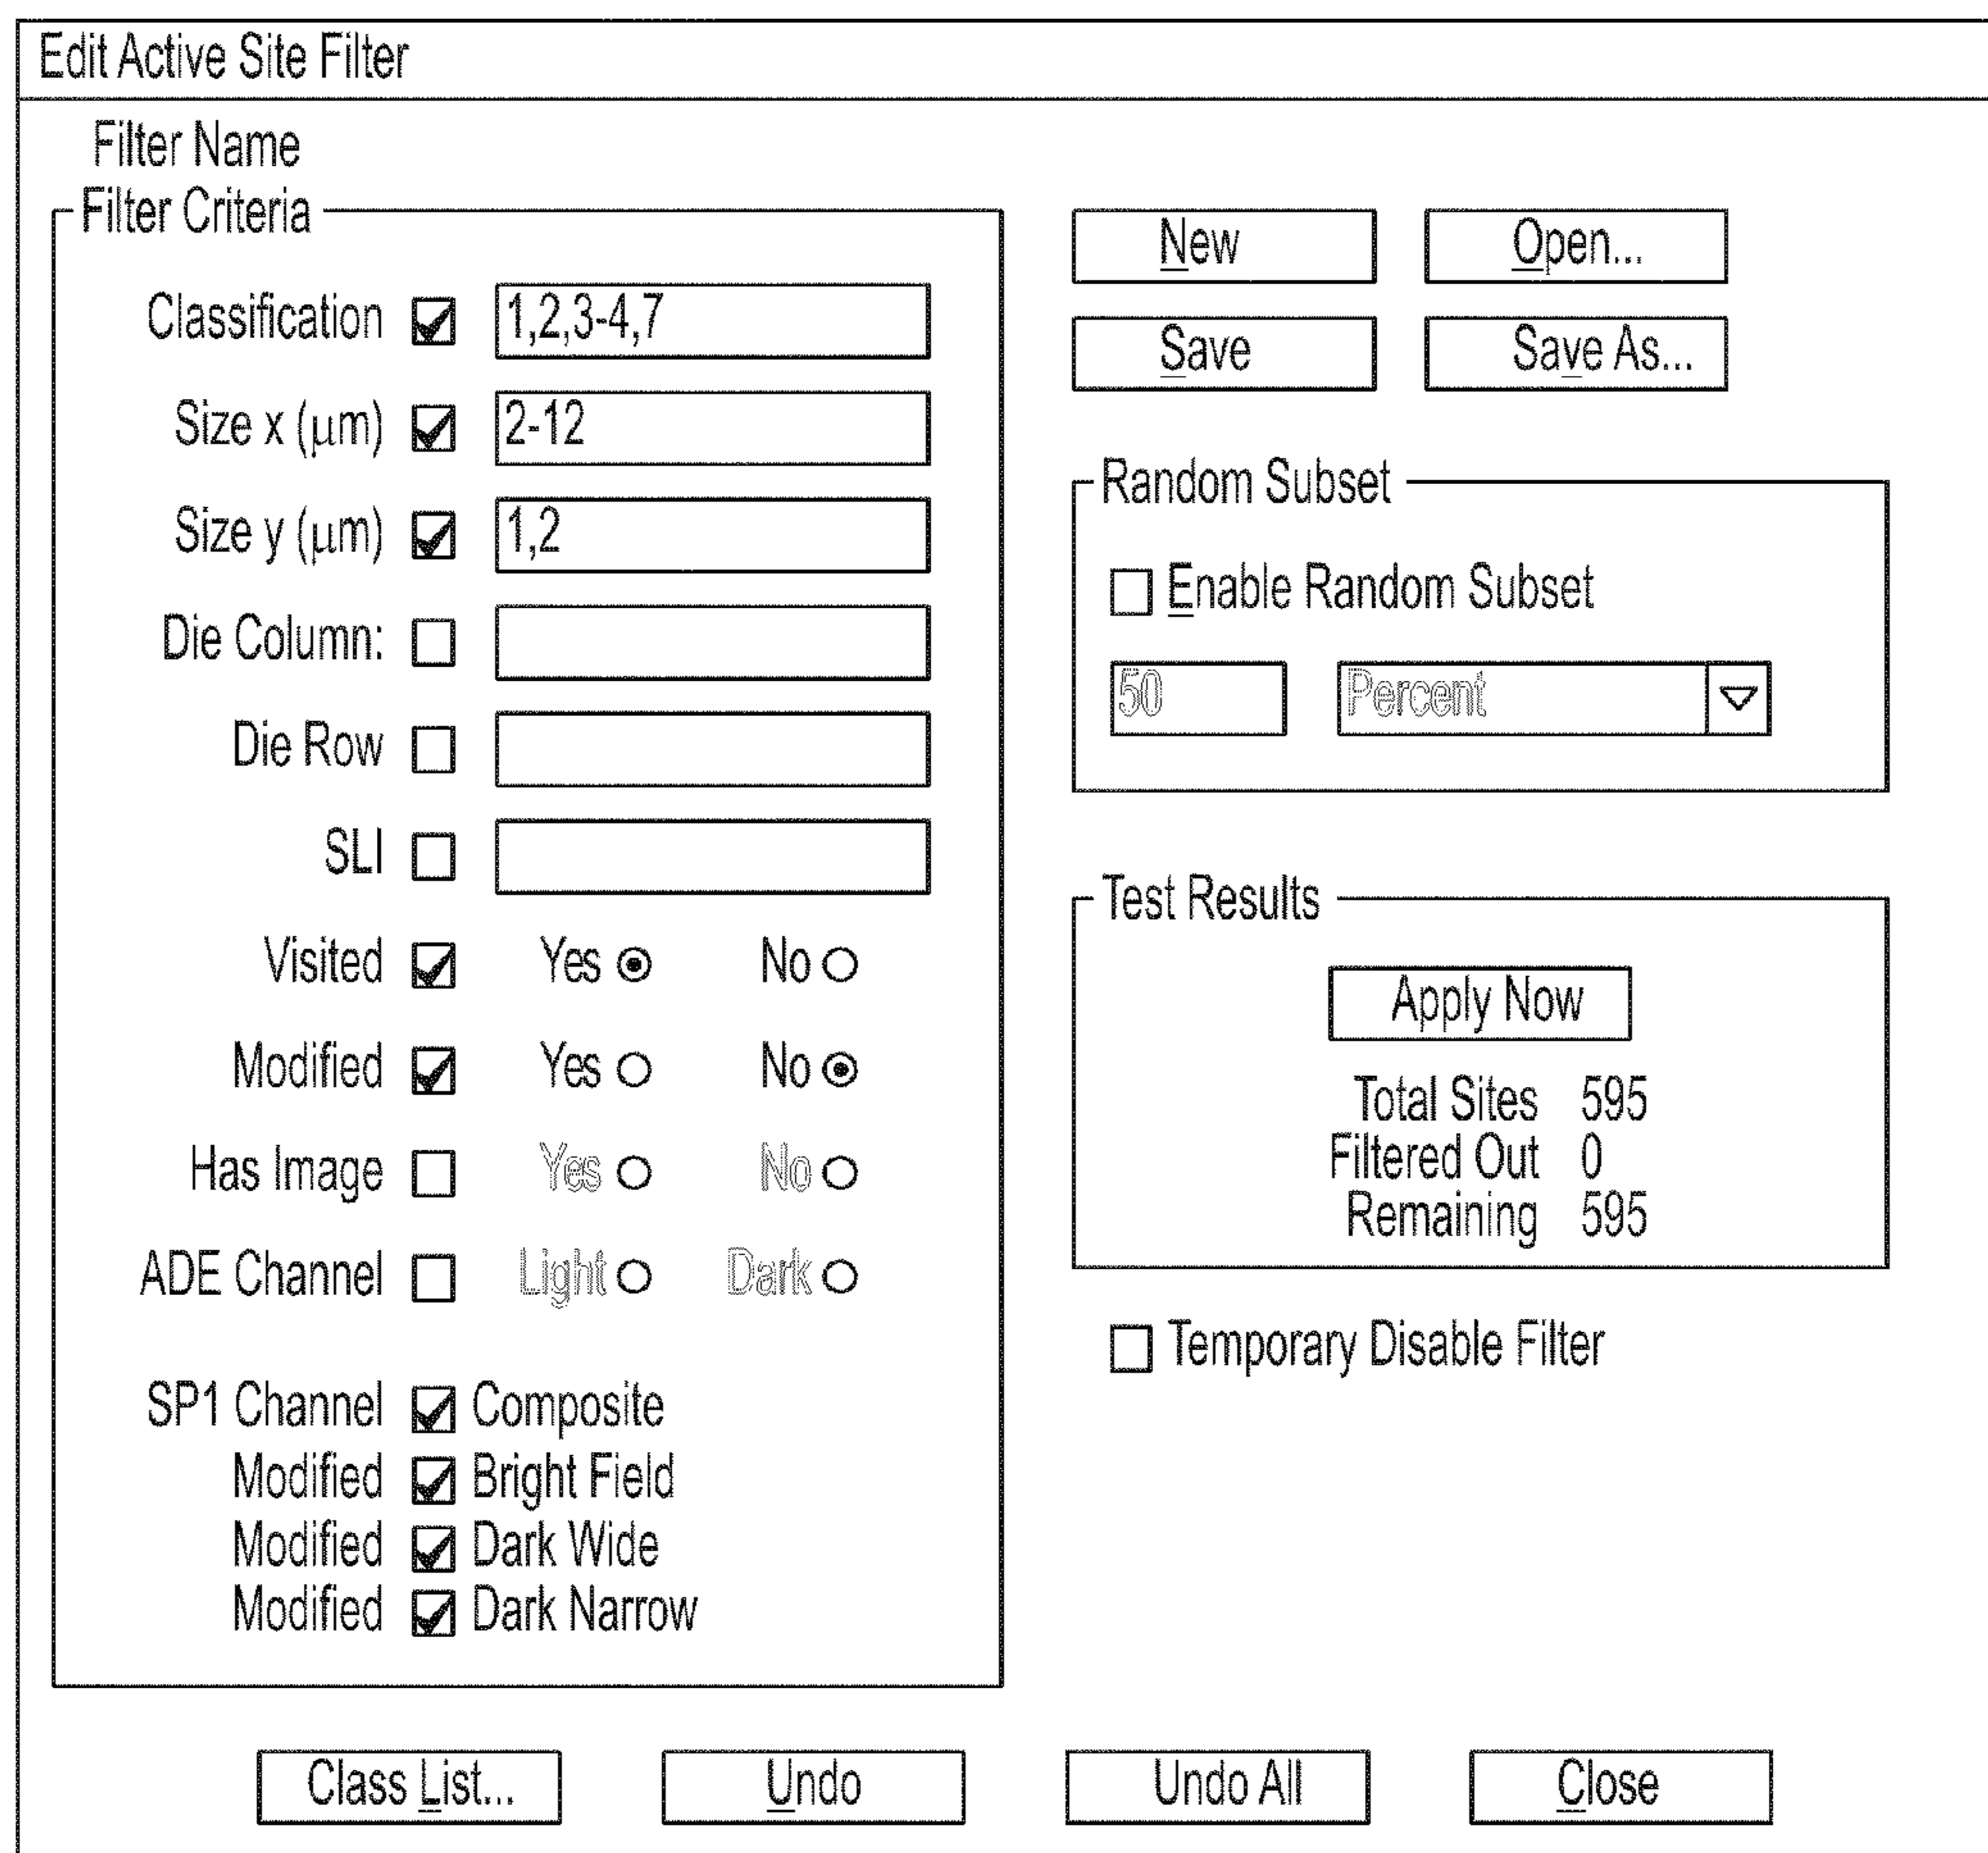 Edit Active Site Filter
Filter Name
Filter Criteria
Classification 1,2,3-4,7
Size x (μm) 2-12
Size y (μm) 1,2
Die Column:
Die Row
SLI
Visited Yes No
Modified Yes No
Has Image Yes No
ADE Channel Light Dark
SP1 Channel Composite
Modified Bright Field
Modified Dark Wide
Modified Dark Narrow
New Open...
Save Save As...
Random Subset
Enable Random Subset
50 Percent
Test Results
Apply Now
Total Sites 595
Filtered Out 0
Remaining 595
Temporary Disable Filter
Class List... Undo Undo All Close